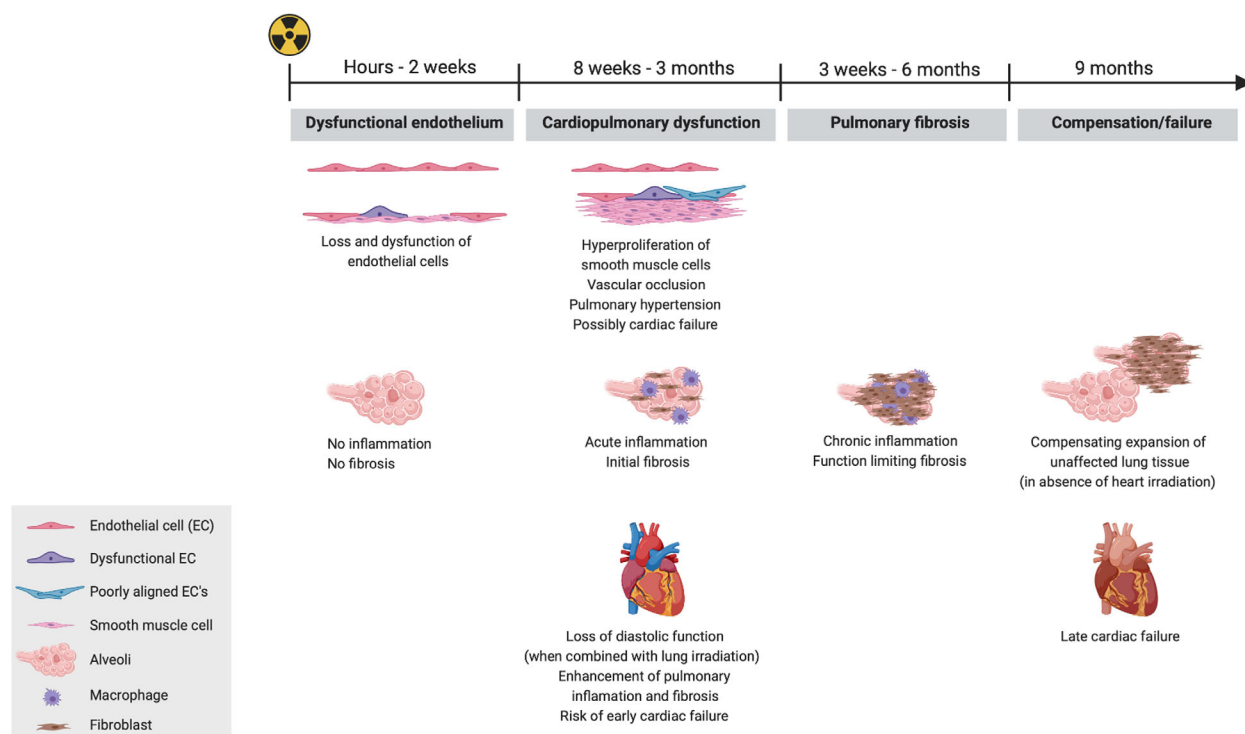 Hours - 2 weeks
8 weeks - 3 months
3 weeks - 6 months
9 months
Dysfunctional endothelium
Cardiopulmonary dysfunction
Pulmonary fibrosis
Compensation/failure
Loss and dysfunction of
endothelial cells
Hyperproliferation of
smooth muscle cells
Vascular occlusion
Pulmonary hypertension
Possibly cardiac failure
No inflammation
No fibrosis
Acute inflammation
Initial fibrosis
Chronic inflammation
Function limiting fibrosis
Compensating expansion of
unaffected lung tissue
(in absence of heart irradiation)
Loss of diastolic function
(when combined with lung irradiation)
Enhancement of pulmonary
inflamation and fibrosis
Risk of early cardiac failure
Late cardiac failure
Endothelial cell (EC)
Dysfunctional EC
Poorly aligned EC's
Smooth muscle cell
Alveoli
Macrophage
Fibroblast